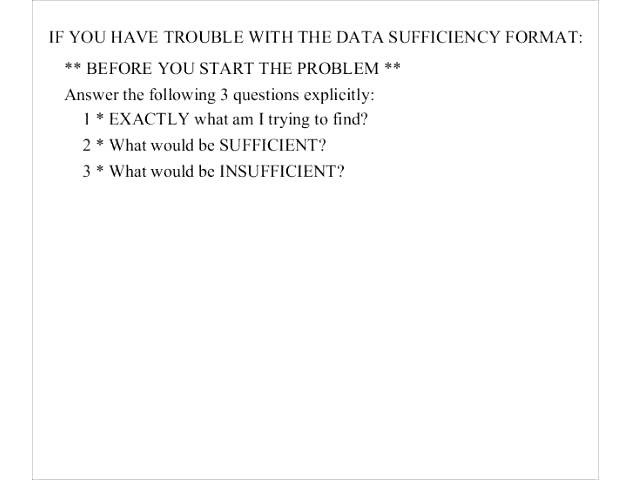 IF YOU HAVE TROUBLE WITH THE DATA SUFFICIENCY FORMAT:
** BEFORE YOU START THE PROBLEM **
Answer the following 3 questions explicitly:
1 * EXACTLY what am I trying to find?
2 * What would be SUFFICIENT?
3 * What would be INSUFFICIENT?